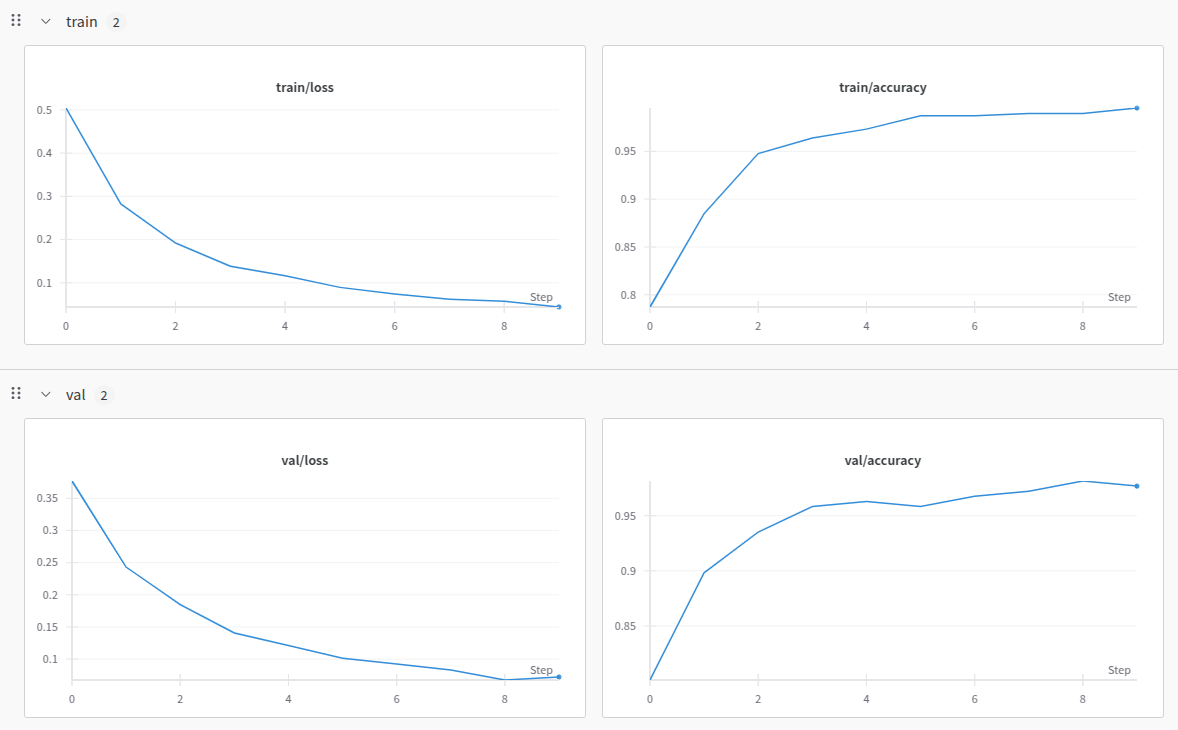 train 2
train/loss
0.5
0.4
0.3
0.2
0.1
Step
0 2 4 6 8
train/accuracy
0.95
0.9
0.85
0.8
Step
0 2 4 6 8
val 2
val/loss
0.35
0.3
0.25
0.2
0.15
0.1
Step
0 2 4 6 8
val/accuracy
0.95
0.9
0.85
Step
0 2 4 6 8